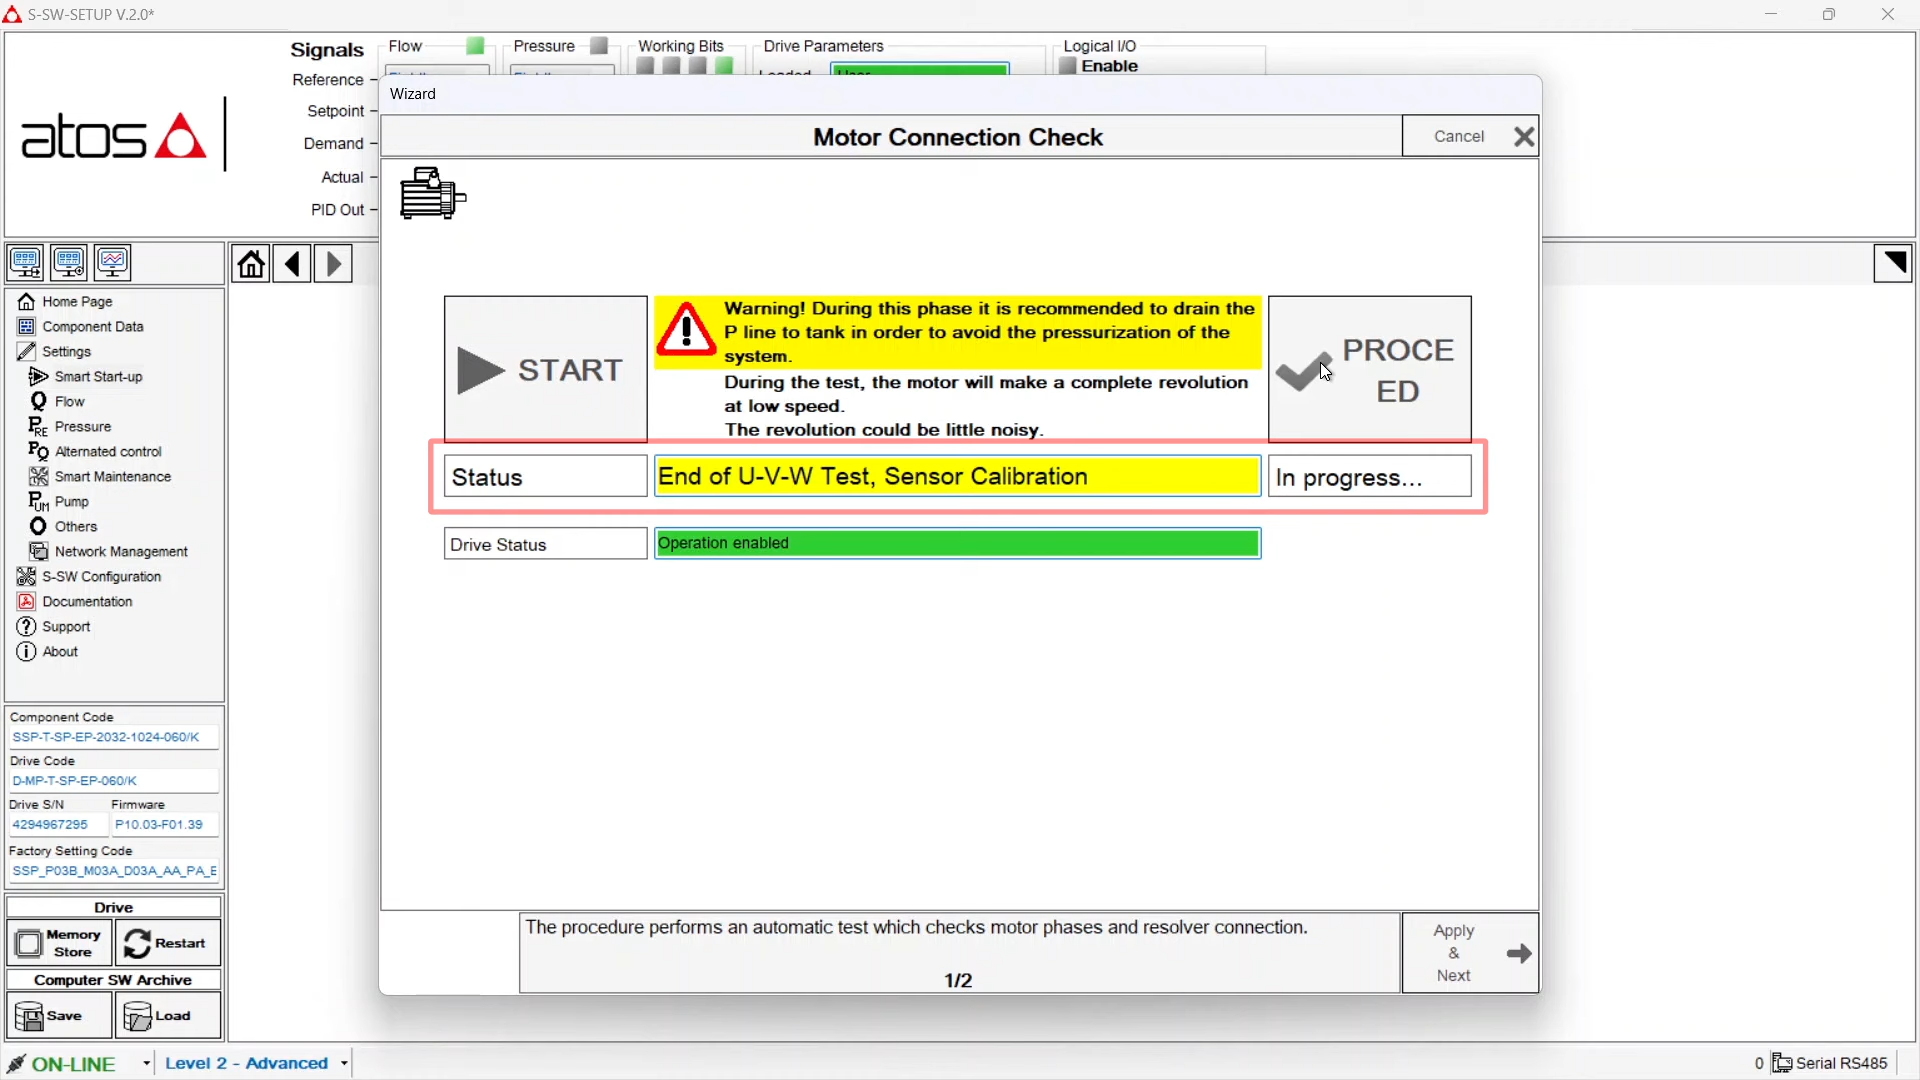 S-SW-SETUP V.2.0*
Signals
Flow
Pressure
Working Bits
Drive Parameters
Logical I/O
Reference
Enable
Setpoint
Demand
Actual
PID Out
atos
Wizard
Motor Connection Check
Cancel
START
Warning! During this phase it is recommended to drain the
P line to tank in order to avoid the pressurization of the
system.
During the test, the motor will make a complete revolution
at low speed.
The revolution could be little noisy.
PROCE
ED
Status
End of U-V-W Test, Sensor Calibration
In progress...
Drive Status
Operation enabled
The procedure performs an automatic test which checks motor phases and resolver connection.
1/2
Apply
&
Next
Home Page
Component Data
Settings
Smart Start-up
Flow
Pressure
Alternated control
Smart Maintenance
Pump
Others
Network Management
S-SW Configuration
Documentation
Support
About
Component Code
SSP-T-SP-EP-2032-1024-060/K
Drive Code
D-MP-T-SP-EP-060/K
Drive S/N
Firmware
4294967295
P10.03-F01.39
Factory Setting Code
SSP_P03B_M03A_D03A_AA_PA_E
Drive
Memory
Store
Restart
Computer SW Archive
Save
Load
ON-LINE
Level 2 - Advanced
0
Serial RS485